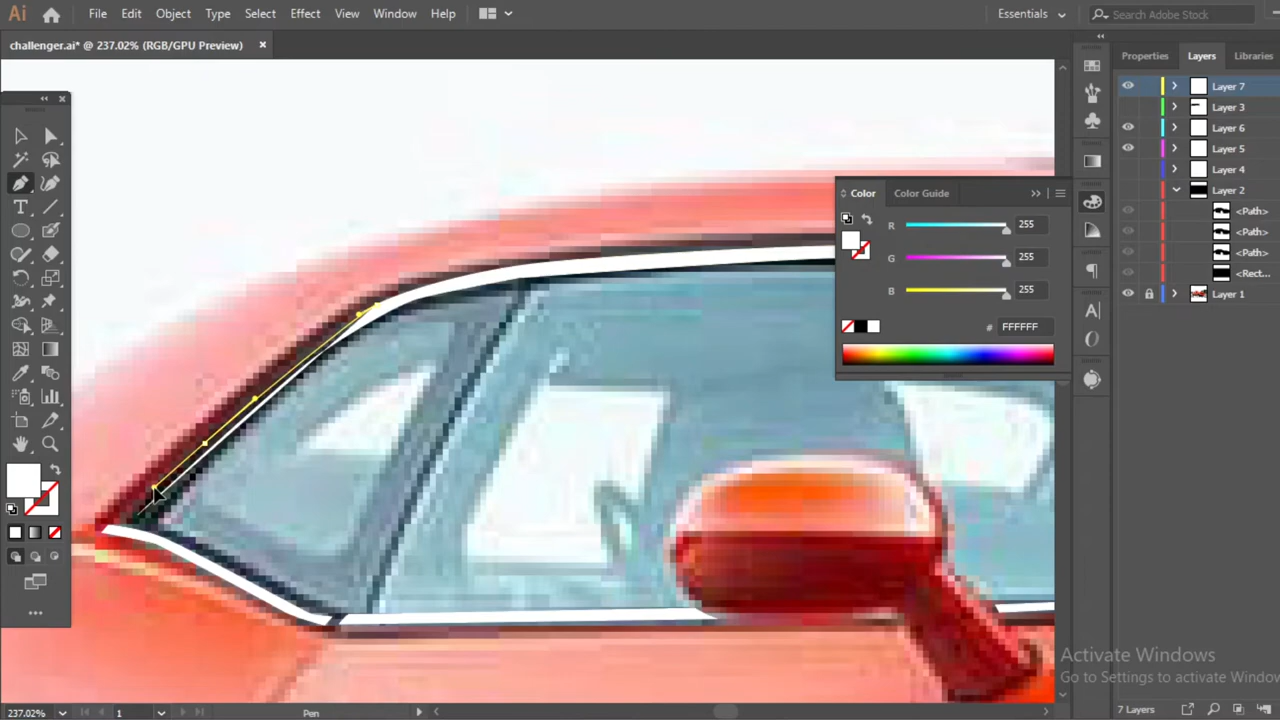 Ai File Edit Object Type Select Effect View Window Help Essentials Search Adobe Stock
challenger.ai* @ 237.02% (RGB/GPU Preview) ×
Properties Layers Libraries
Layer 7
Layer 3
Layer 6
Layer 5
Layer 4
Layer 2
<Path>
<Path>
<Path>
<Rect...
Layer 1
Color Color Guide
R 255
G 255
B 255
# FFFFFF
Activate Windows
Go to Settings to activate Window
237.02% 1 Pen 7 Layers